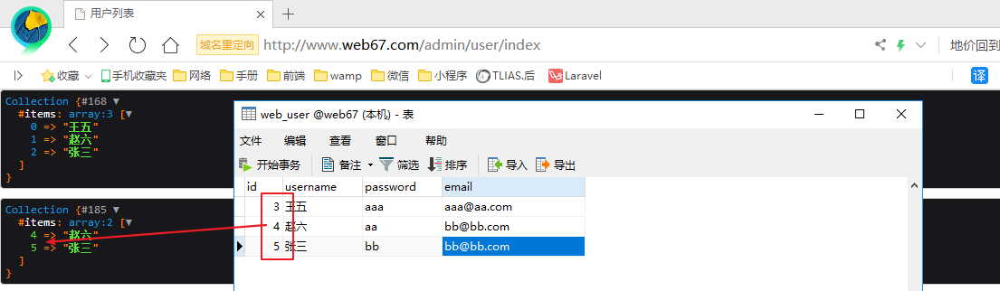 用户列表
域名重定向 http://www.web67.com/admin/user/index 地价回到
收藏 手机收藏夹 网络 手册 前端 wamp 微信 小程序 TLIAS.后 Laravel 译
Collection {#168 ▼
#items: array:3 [▼
0 => "王五"
1 => "赵六"
2 => "张三"
]
}
Collection {#185 ▼
#items: array:2 [▼
4 => "赵六"
5 => "张三"
]
}
web_user @web67 (本机) - 表
文件 编辑 查看 窗口 帮助
开始事务 备注 筛选 排序 导入 导出
id username password email
3 王五 aaa aaa@aa.com
4 赵六 aa bb@bb.com
5 张三 bb bb@bb.com